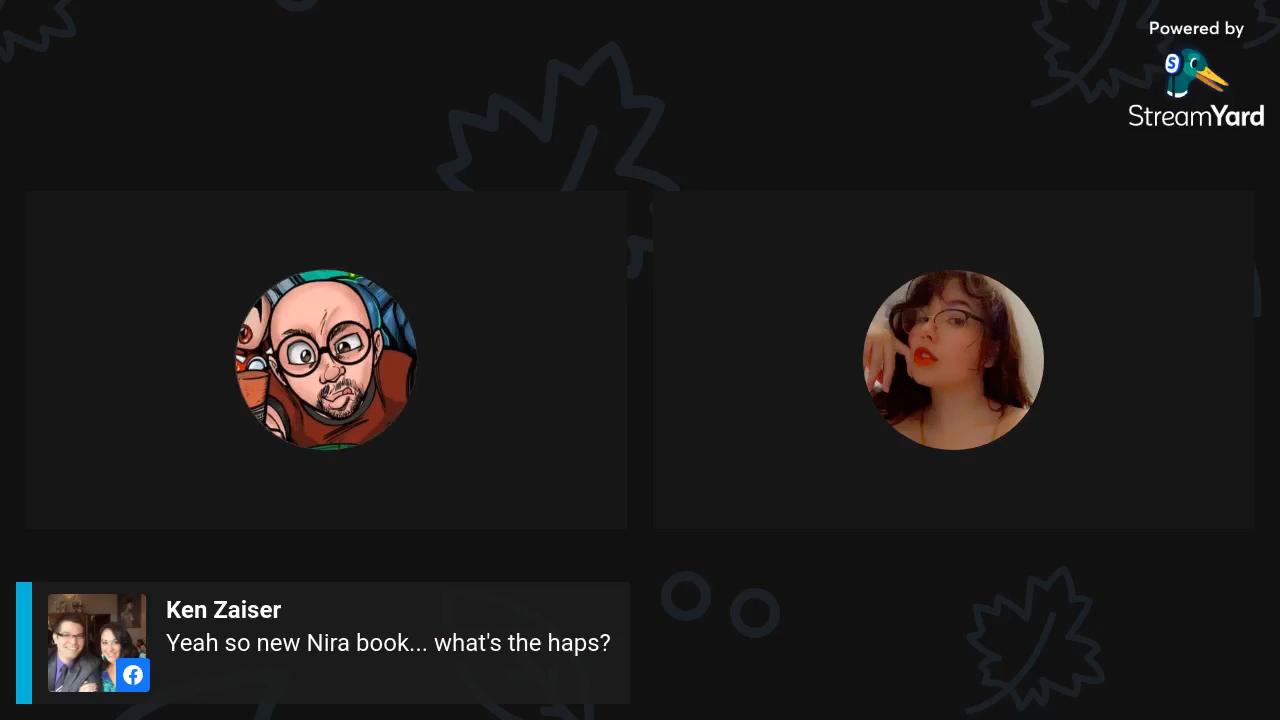 Powered by
S
StreamYard
Ken Zaiser
Yeah so new Nira book... what's the haps?